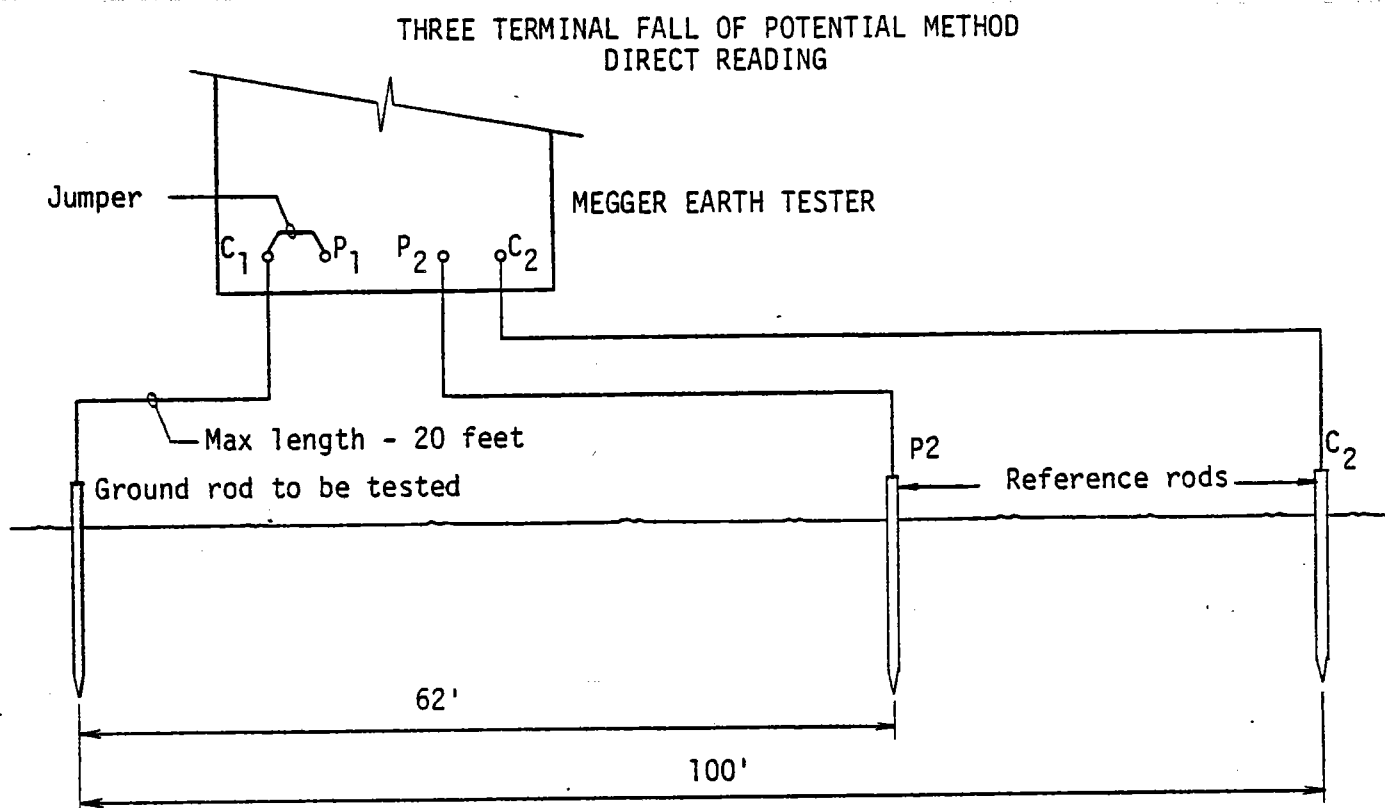 THREE TERMINAL FALL OF POTENTIAL METHOD
DIRECT READING
Jumper
MEGGER EARTH TESTER
C1 P1 P2 C2
Max length - 20 feet
Ground rod to be tested
P2
Reference rods
C2
62'
100'